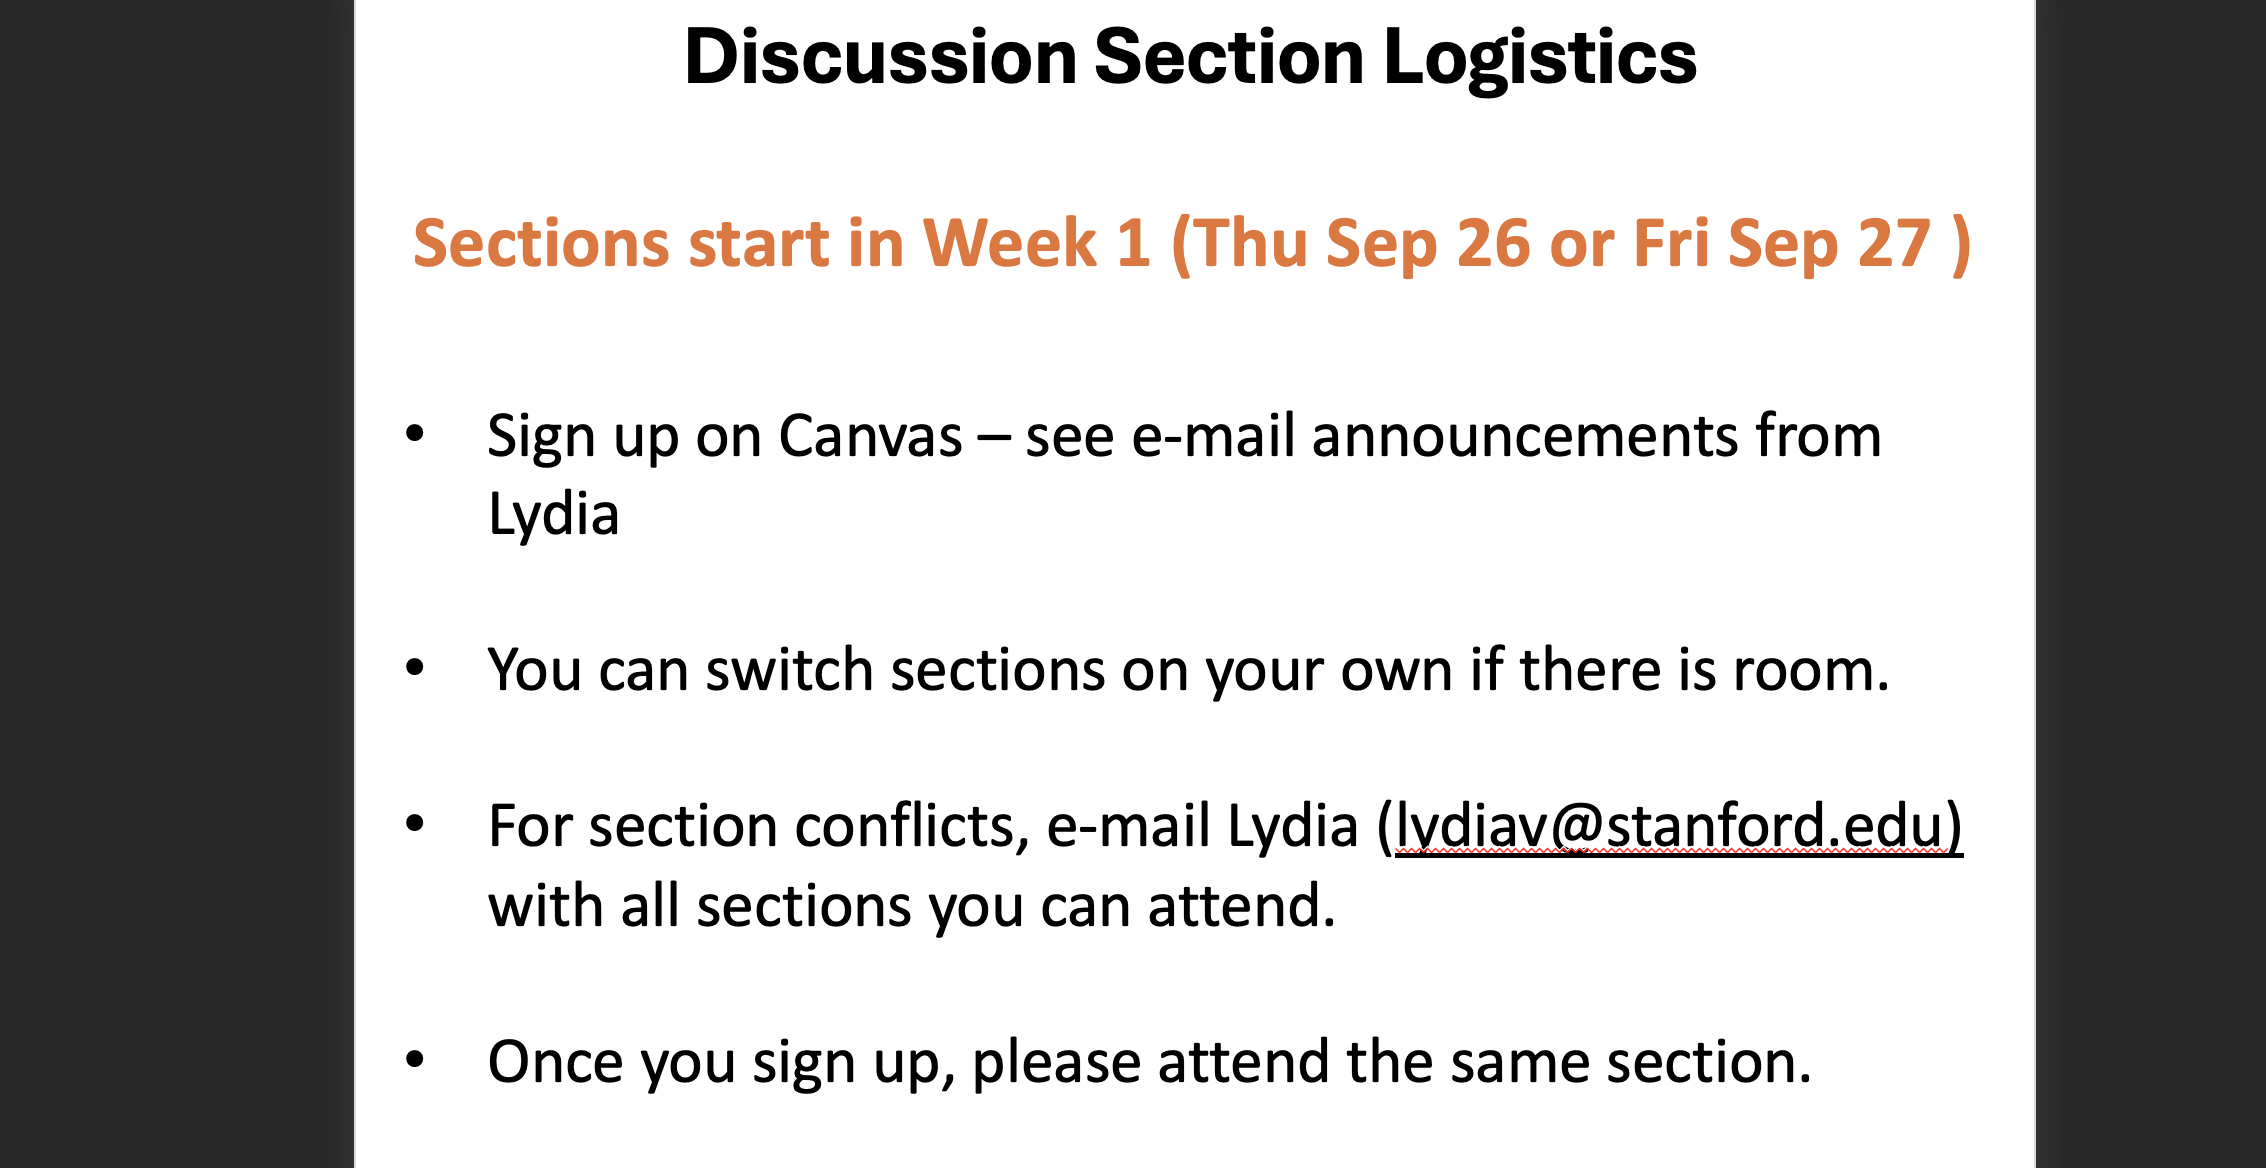 Discussion Section Logistics
Sections start in Week 1 (Thu Sep 26 or Fri Sep 27 )
• Sign up on Canvas – see e-mail announcements from
Lydia
• You can switch sections on your own if there is room.
• For section conflicts, e-mail Lydia (lydiav@stanford.edu)
with all sections you can attend.
• Once you sign up, please attend the same section.